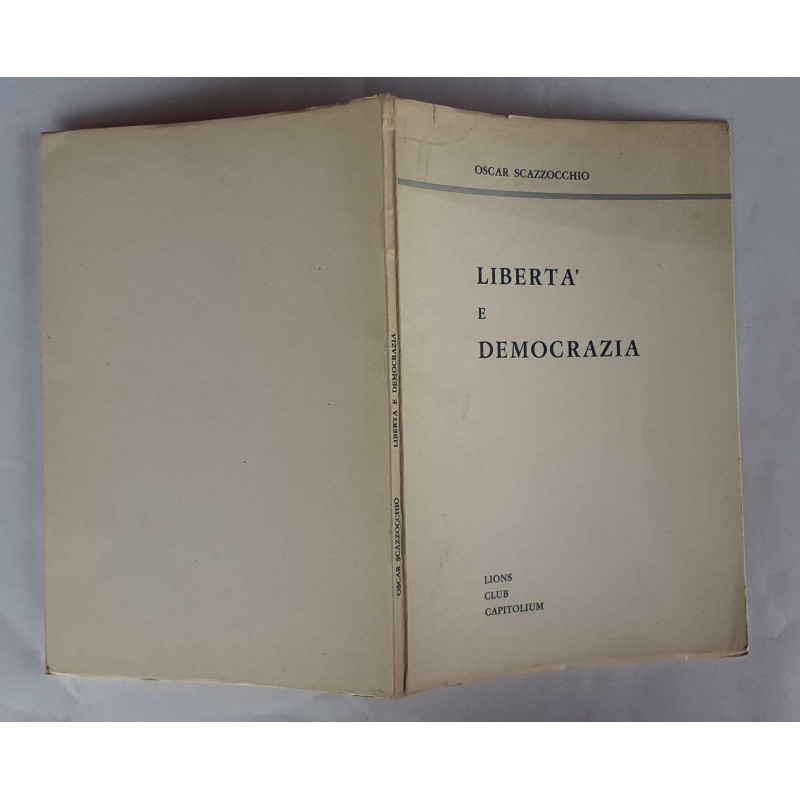 OSCAR SCAZZOCCHIO
LIBERTA'
E
DEMOCRAZIA
LIONS
CLUB
CAPITOLIUM
OSCAR SCAZZOCCHIO LIBERTA E DEMOCRAZIA